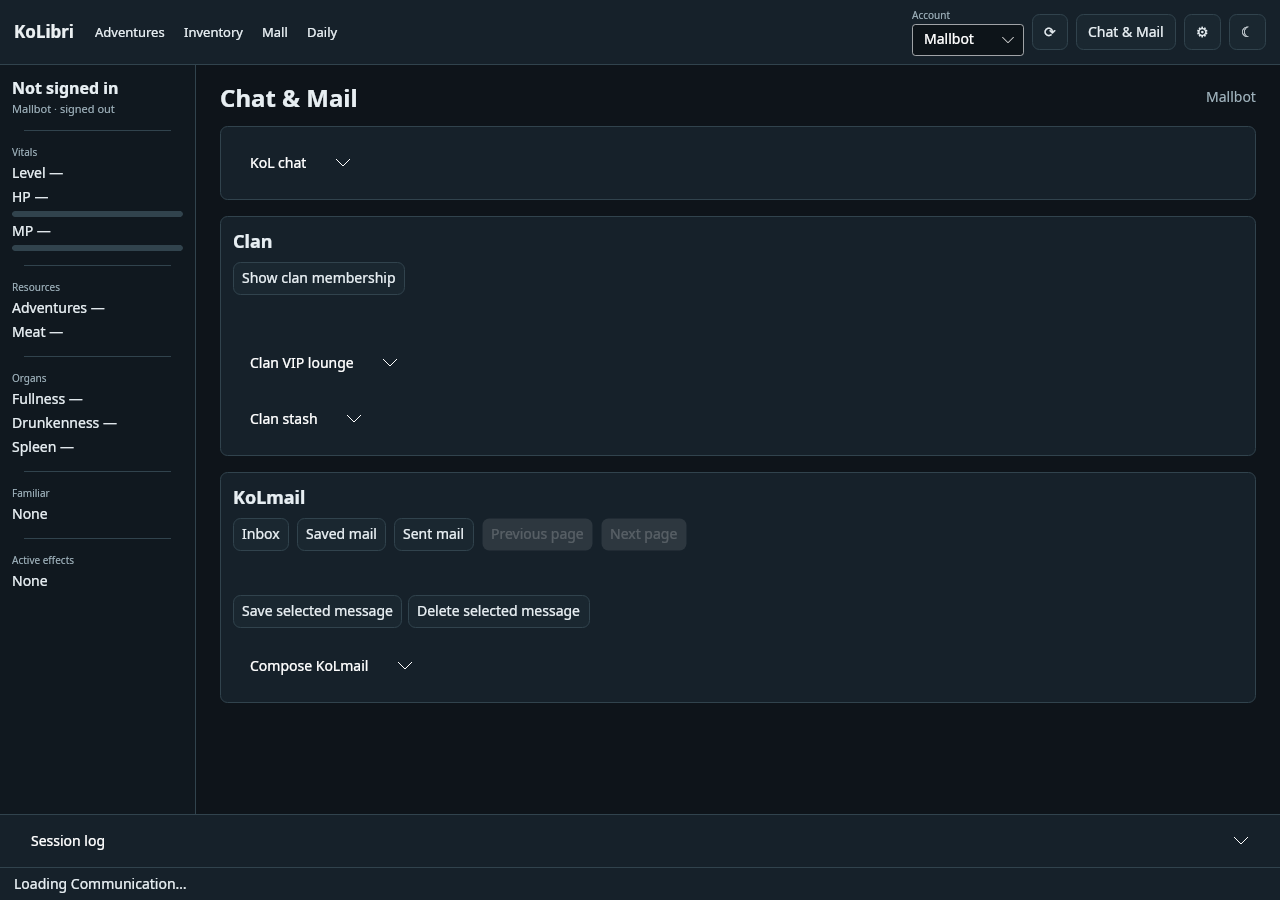 KoLibri
Adventures
Inventory
Mall
Daily
Account
Mallbot
⟳
Chat & Mail
⚙
☾
Not signed in
Mallbot · signed out
Vitals
Level —
HP —
MP —
Resources
Adventures —
Meat —
Organs
Fullness —
Drunkenness —
Spleen —
Familiar
None
Active effects
None
Chat & Mail
Mallbot
KoL chat
Clan
Show clan membership
Clan VIP lounge
Clan stash
KoLmail
Inbox
Saved mail
Sent mail
Previous page
Next page
Save selected message
Delete selected message
Compose KoLmail
Session log
Loading Communication...